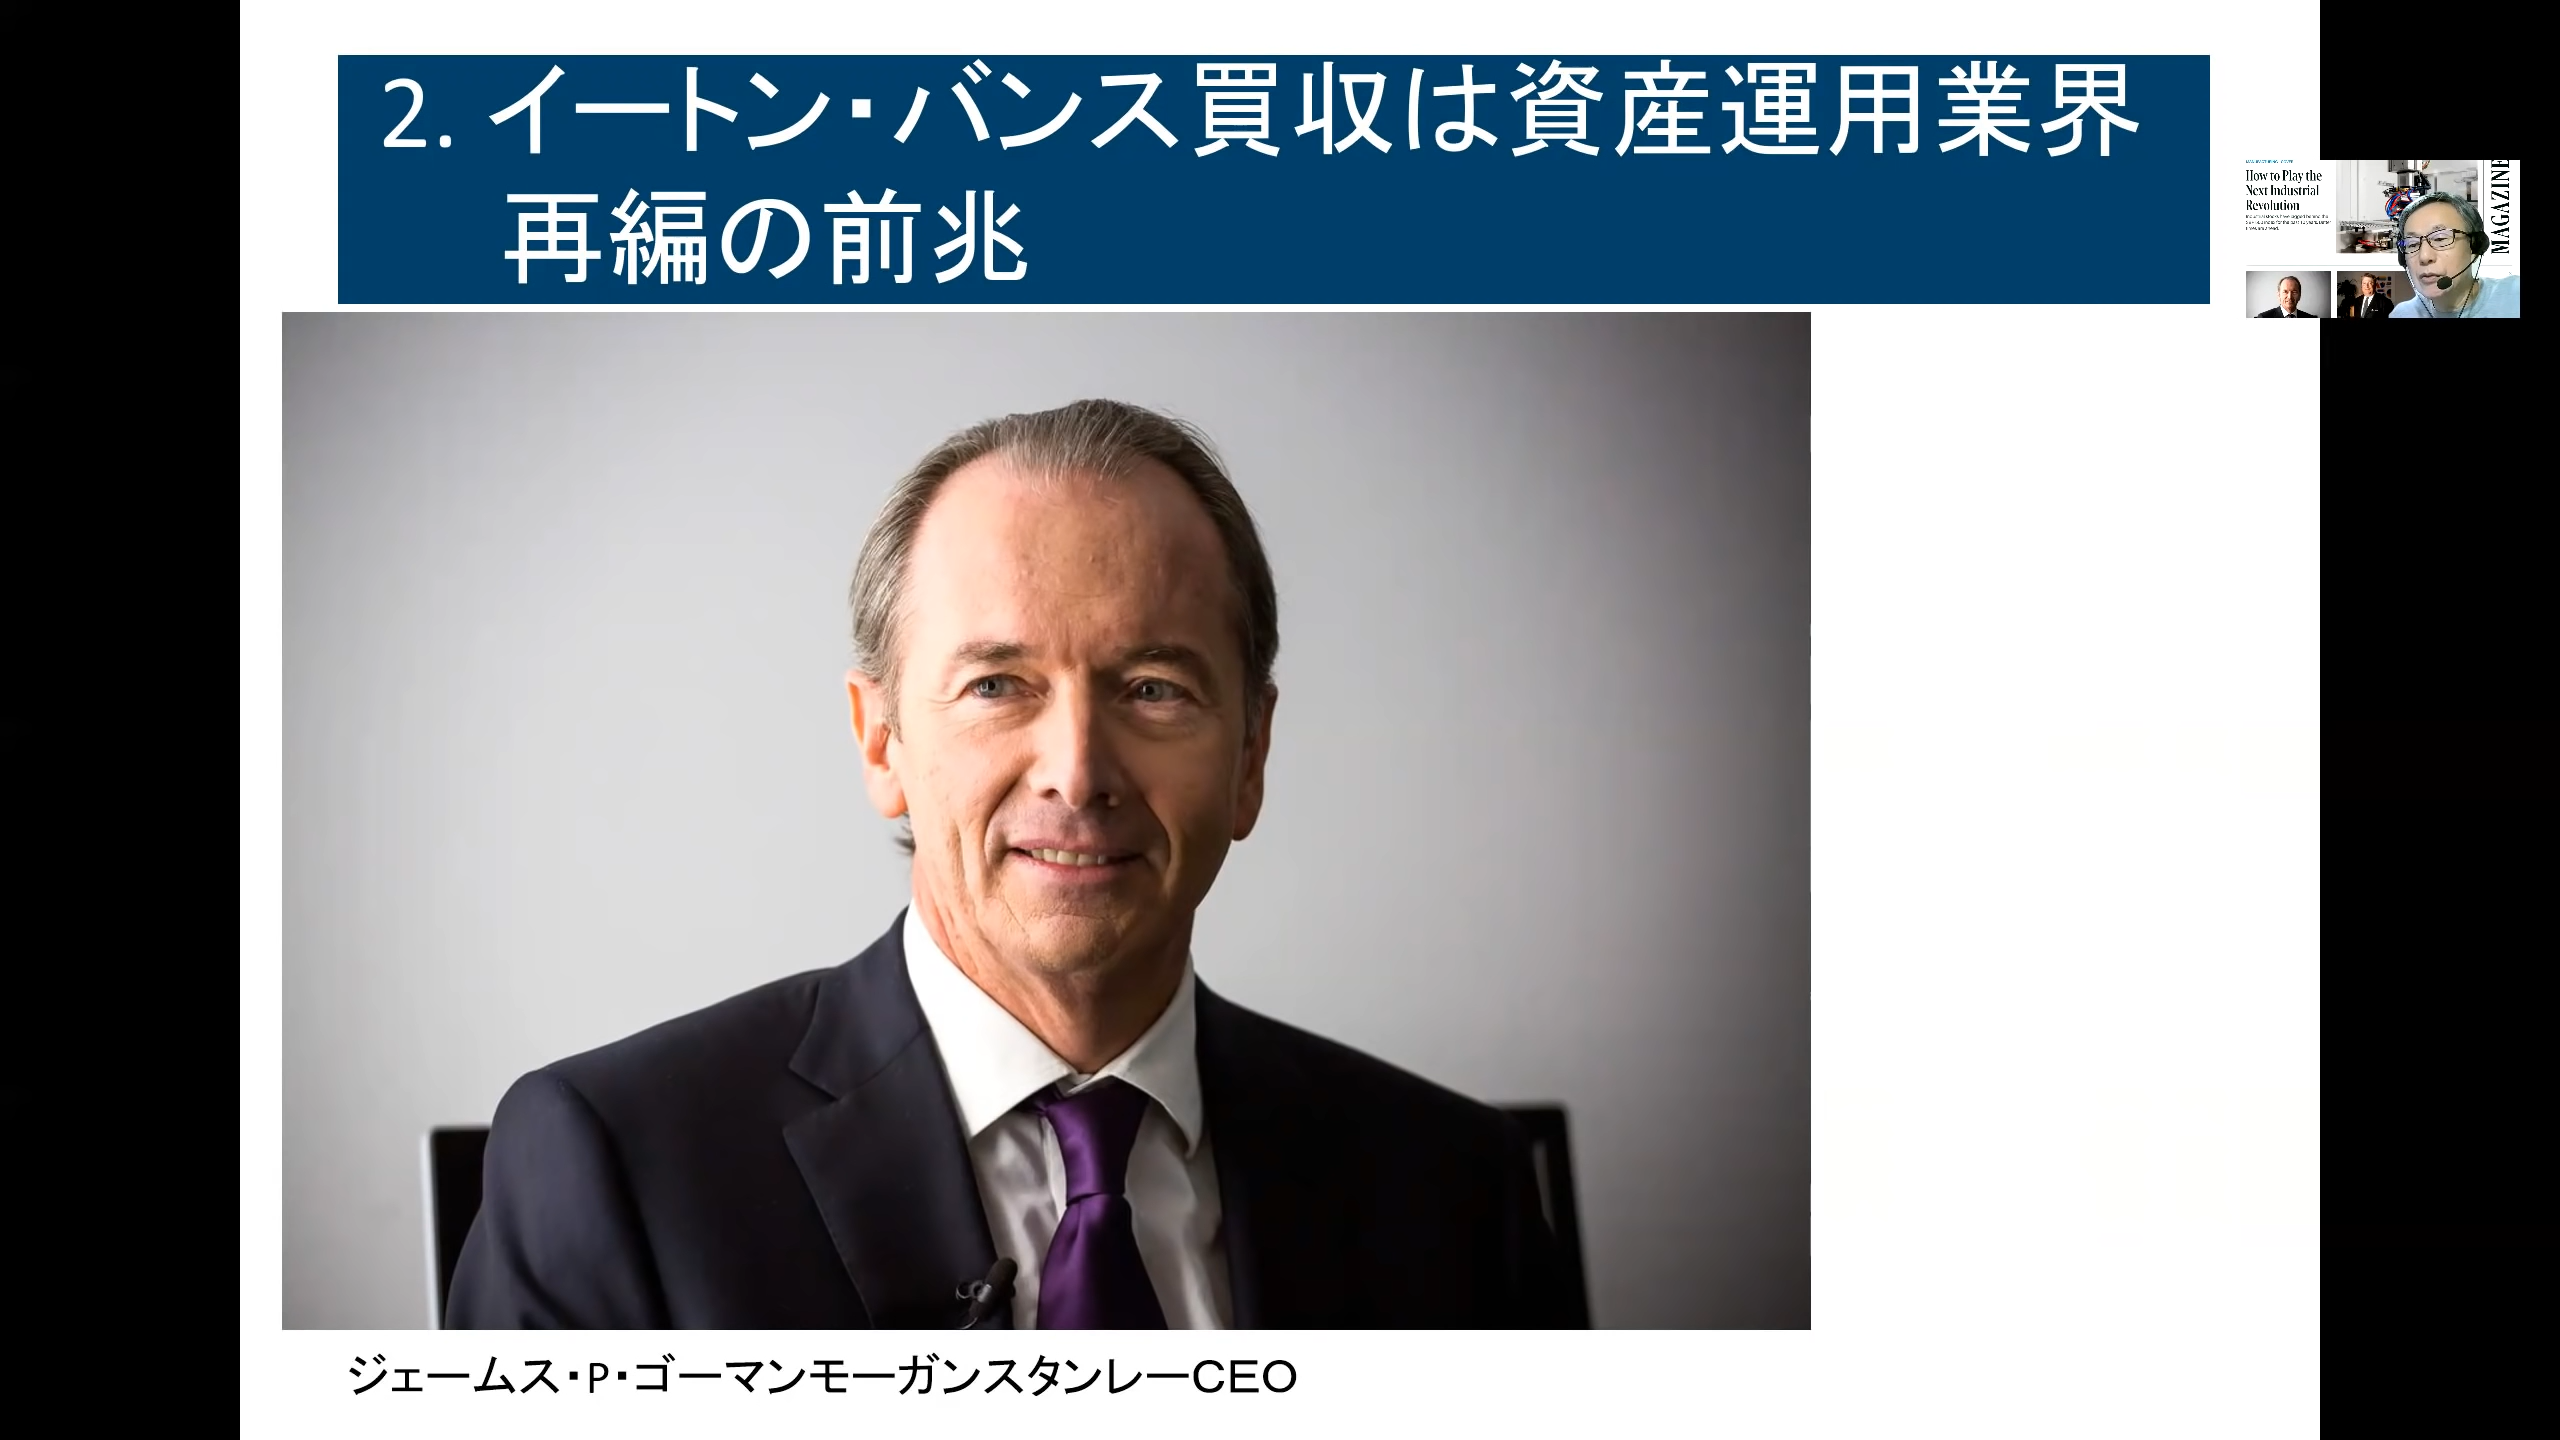 2. イートン・バンス買収は資産運用業界
再編の前兆
How to Play the
Next Industrial
Revolution
MAGAZINE
ジェームス・P・ゴーマンモーガンスタンレーCEO